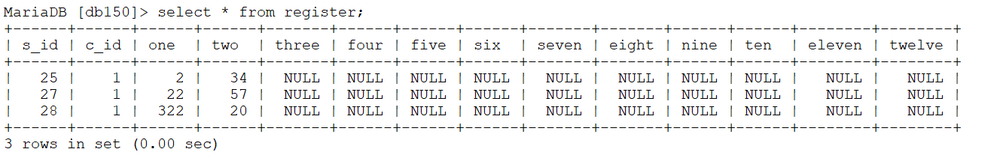 MariaDB [db150]> select * from register;
+------+------+------+------+-------+------+------+------+-------+-------+------+------+--------+--------+
| s_id | c_id | one  | two  | three | four | five | six  | seven | eight | nine | ten  | eleven | twelve |
+------+------+------+------+-------+------+------+------+-------+-------+------+------+--------+--------+
|   25 |    1 |    2 |   34 |  NULL | NULL | NULL | NULL |  NULL |  NULL | NULL | NULL |   NULL |   NULL |
|   27 |    1 |   22 |   57 |  NULL | NULL | NULL | NULL |  NULL |  NULL | NULL | NULL |   NULL |   NULL |
|   28 |    1 |  322 |   20 |  NULL | NULL | NULL | NULL |  NULL |  NULL | NULL | NULL |   NULL |   NULL |
+------+------+------+------+-------+------+------+------+-------+-------+------+------+--------+--------+
3 rows in set (0.00 sec)